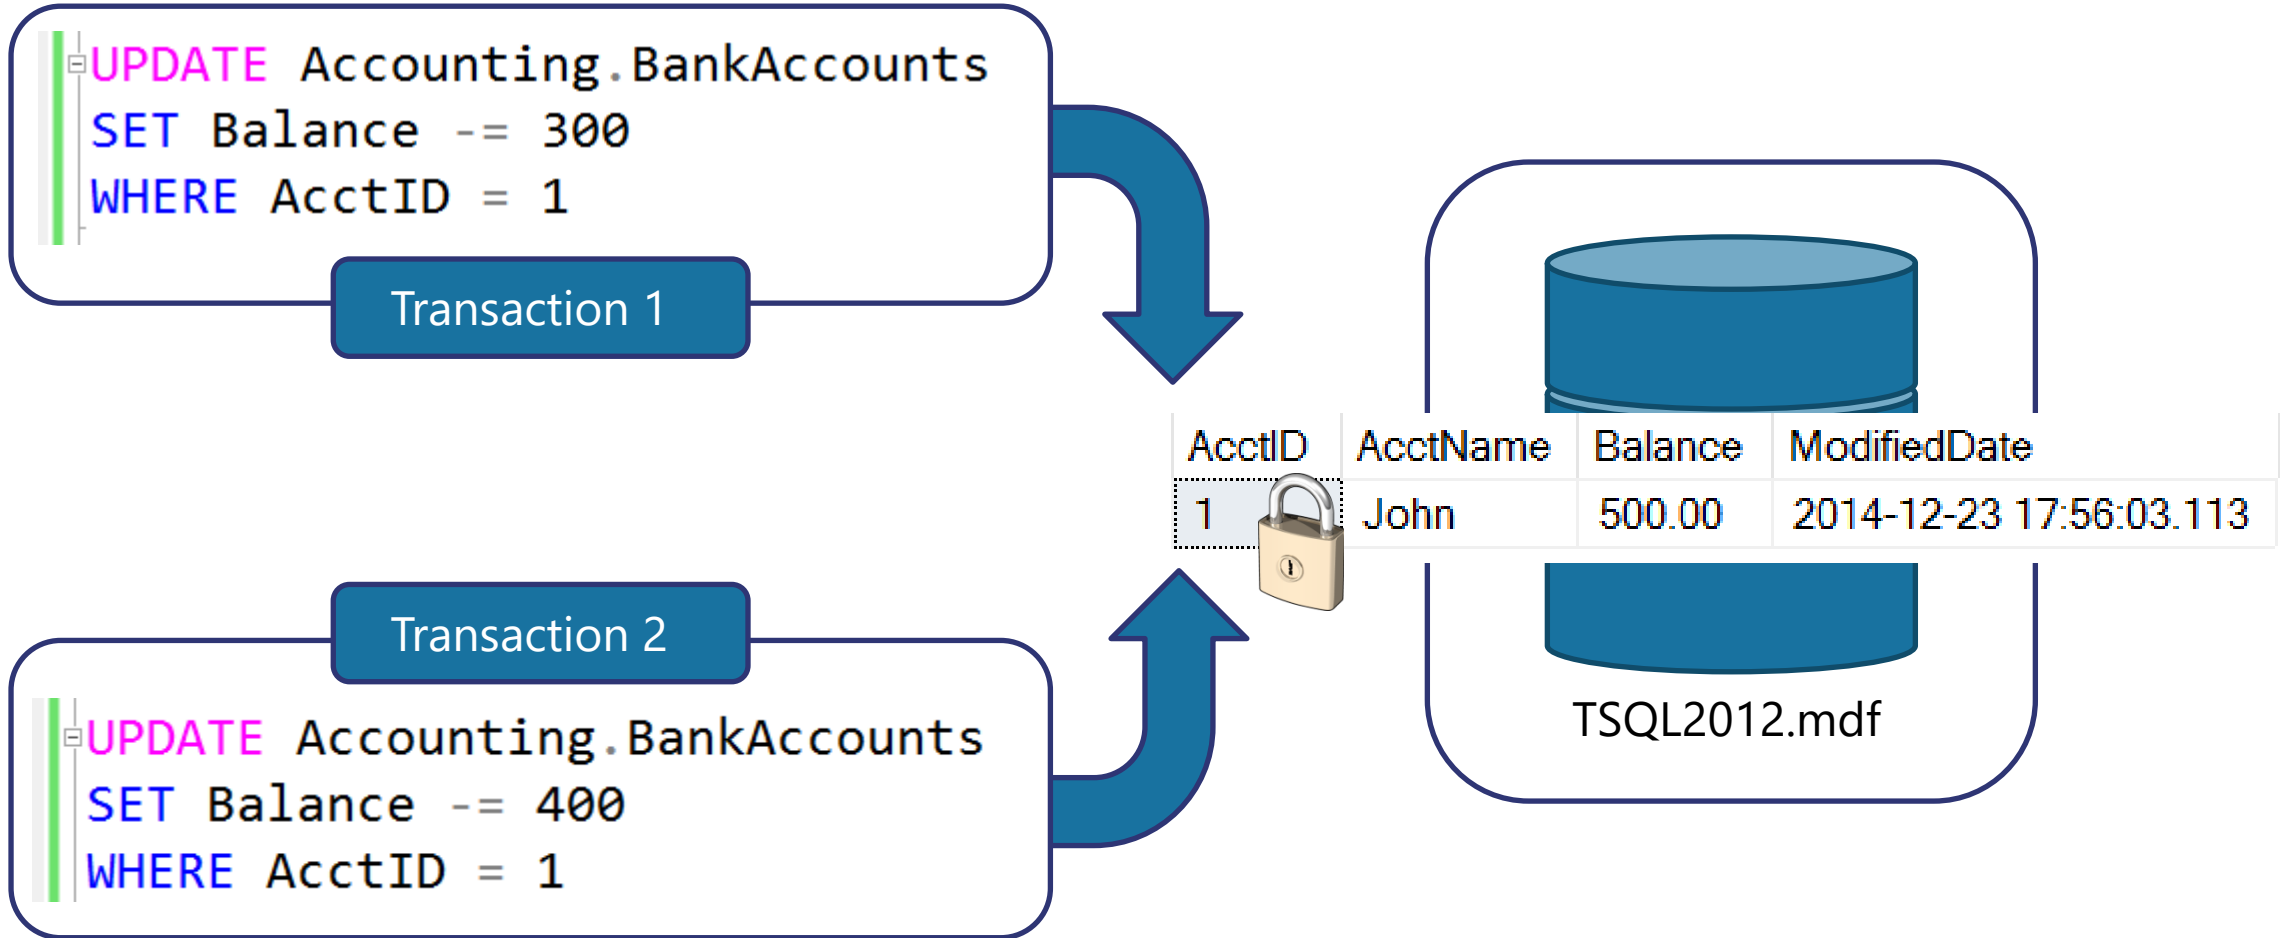 UPDATE Accounting.BankAccounts
SET Balance -= 300
WHERE AcctID = 1
Transaction 1
AcctID AcctName Balance ModifiedDate
1 John 500.00 2014-12-23 17:56:03.113
Transaction 2
UPDATE Accounting.BankAccounts
SET Balance -= 400
WHERE AcctID = 1
TSQL2012.mdf